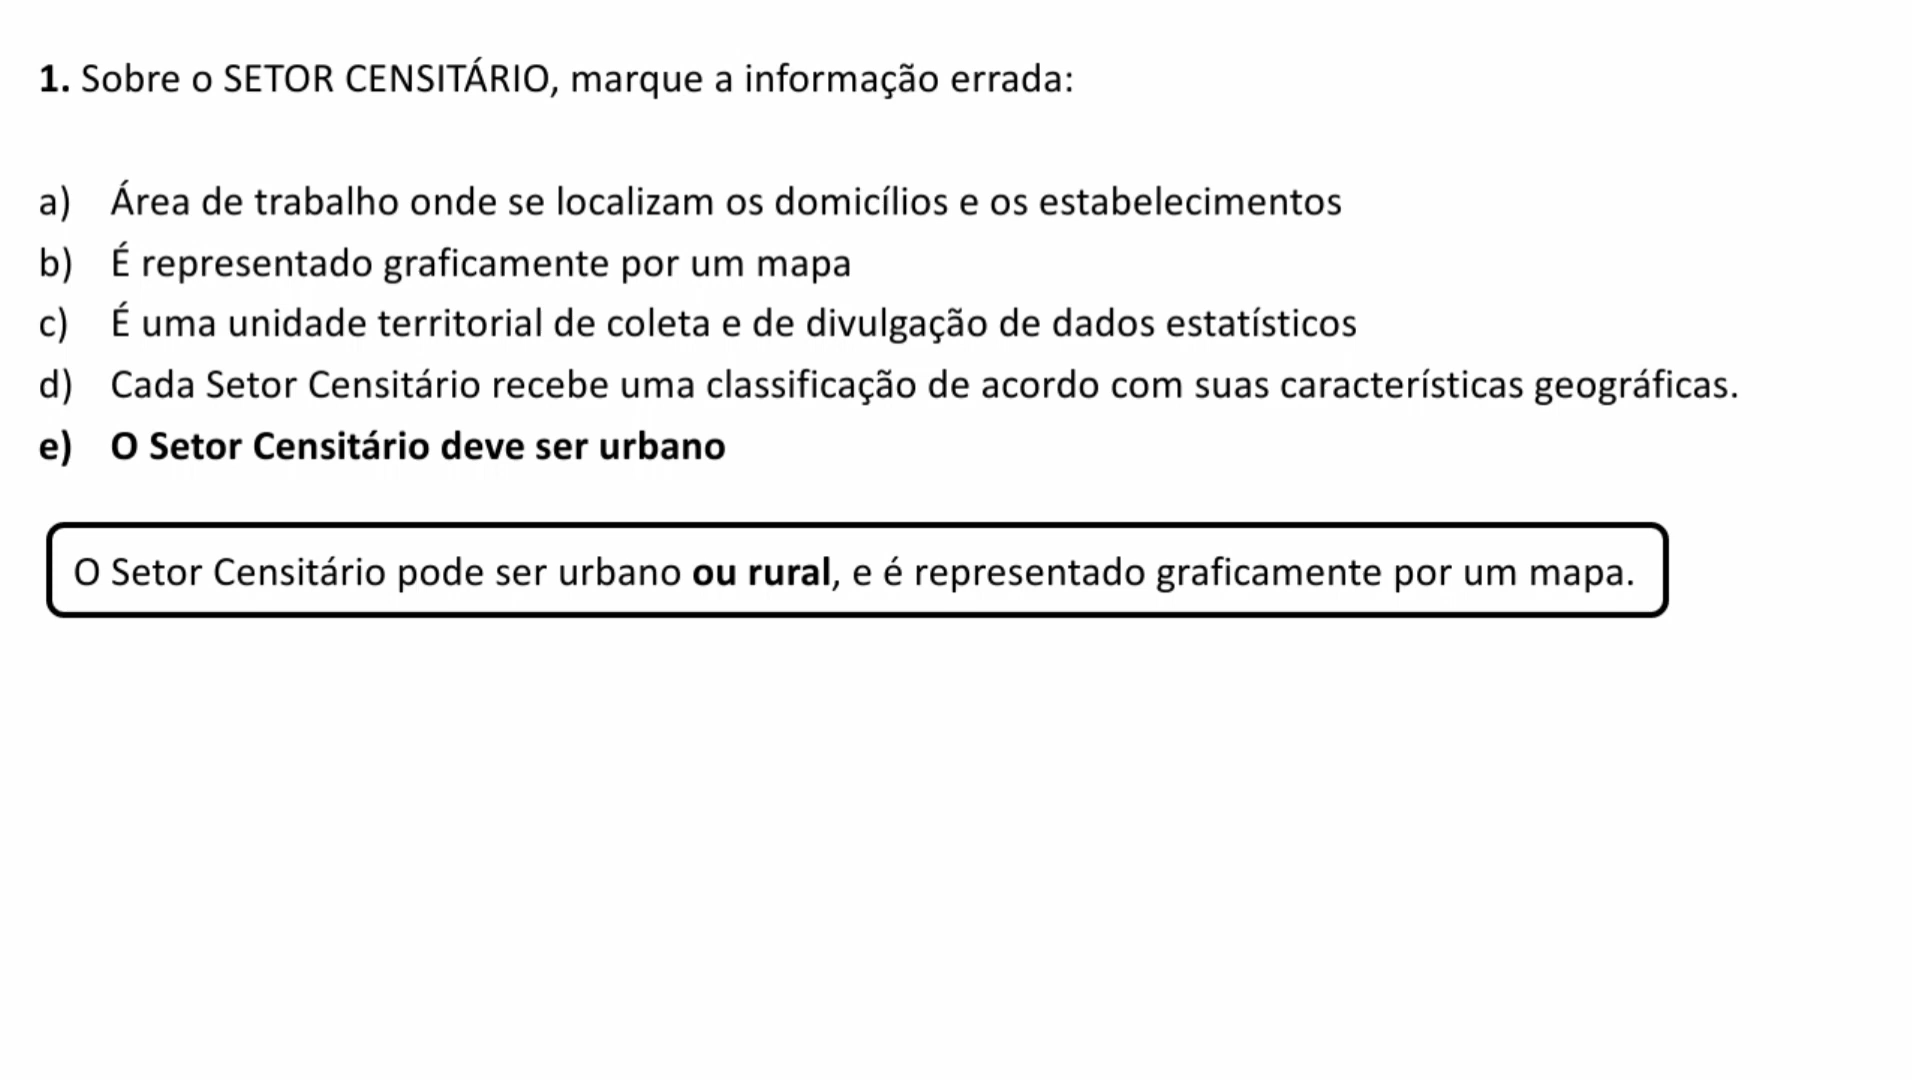 1. Sobre o SETOR CENSITÁRIO, marque a informação errada:
a) Área de trabalho onde se localizam os domicílios e os estabelecimentos
b) É representado graficamente por um mapa
c) É uma unidade territorial de coleta e de divulgação de dados estatísticos
d) Cada Setor Censitário recebe uma classificação de acordo com suas características geográficas.
e) O Setor Censitário deve ser urbano
O Setor Censitário pode ser urbano ou rural, e é representado graficamente por um mapa.